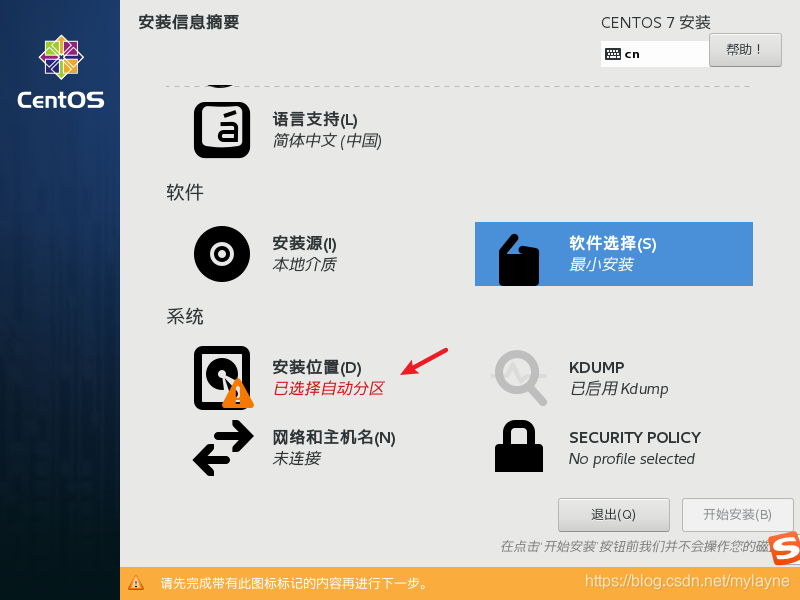 安装信息摘要
CENTOS 7 安装
cn
帮助！
CentOS
语言支持(L)
简体中文 (中国)
软件
安装源(I)
本地介质
软件选择(S)
最小安装
系统
安装位置(D)
已选择自动分区
KDUMP
已启用 Kdump
网络和主机名(N)
未连接
SECURITY POLICY
No profile selected
退出(Q)
开始安装(B)
在点击'开始安装'按钮前我们并不会操作您的磁
请先完成带有此图标标记的内容再进行下一步。
https://blog.csdn.net/mylayne